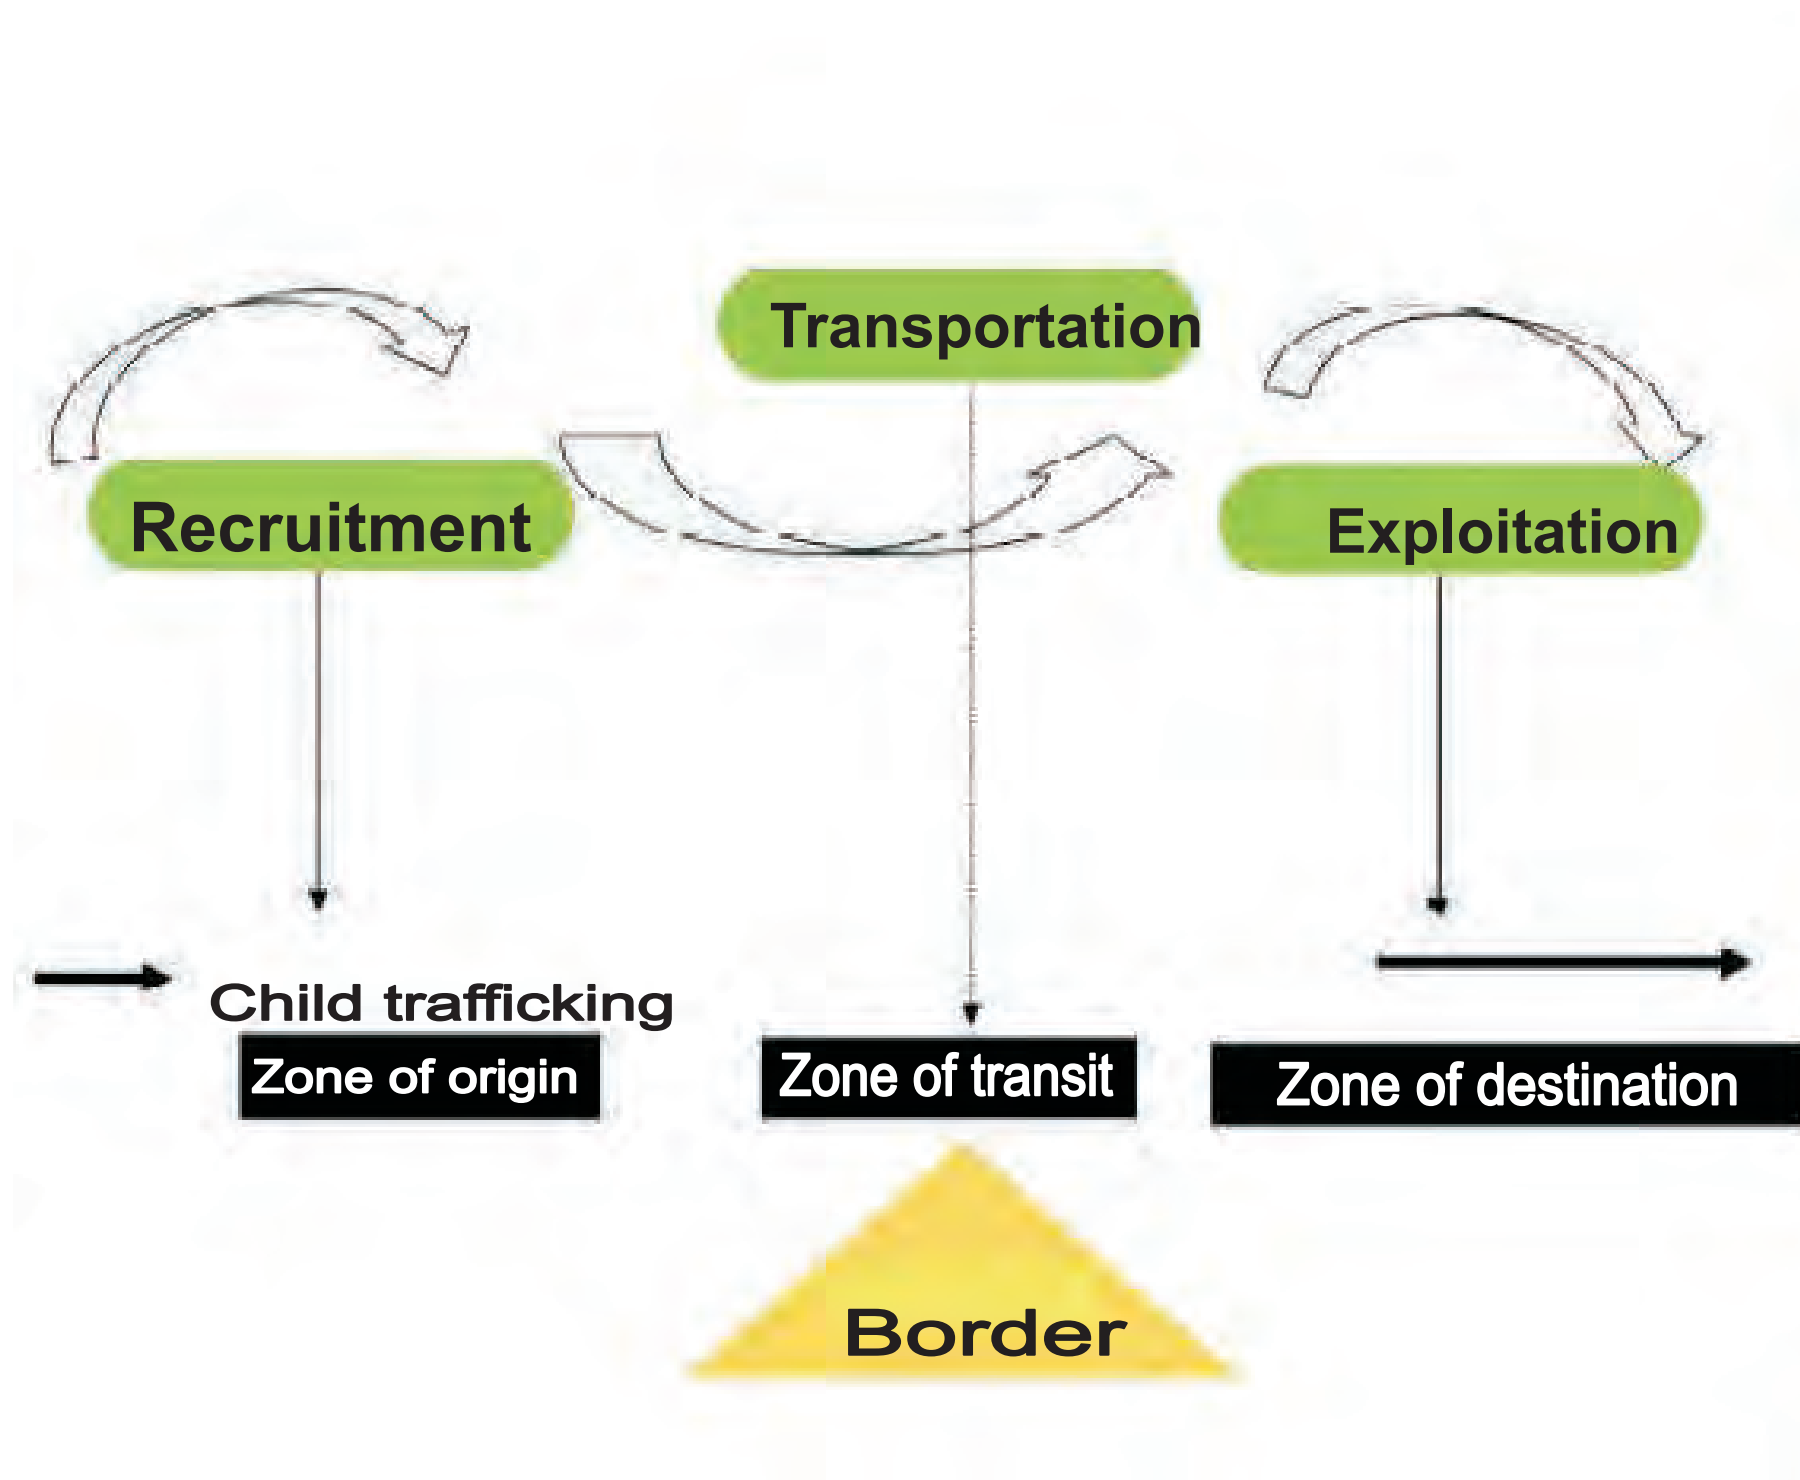 Transportation
Recruitment
Exploitation
Child trafficking
Zone of origin
Zone of transit
Zone of destination
Border